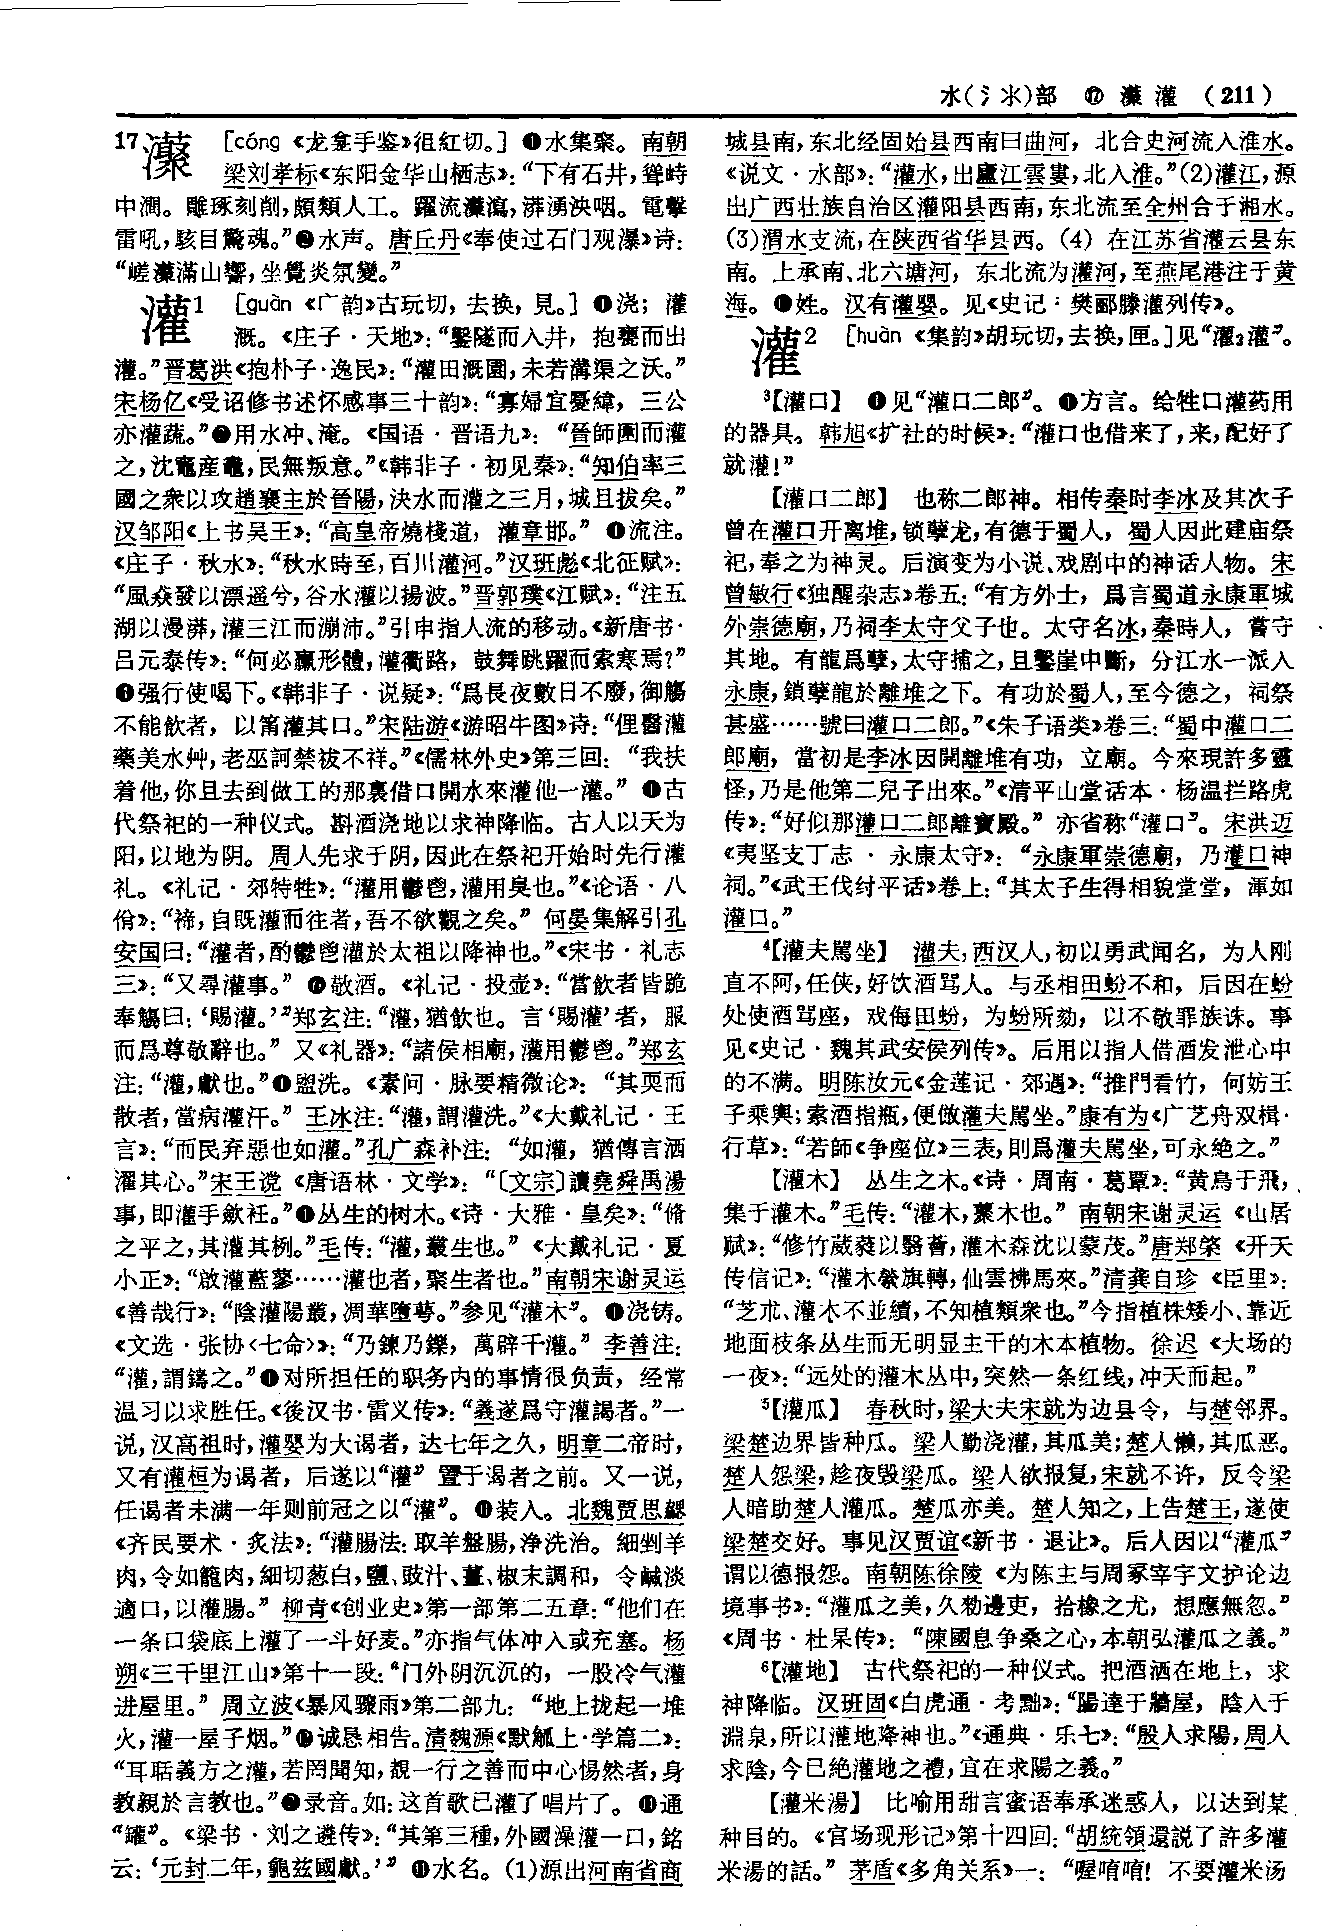 水(氵氺)部 ⑰ 灇 灌 (211)
17灇 [cóng 《龙龛手鉴》徂紅切。] ❶水集聚。南朝
梁刘孝标《东阳金华山栖志》：“下有石井，聳峙
中澗。雕琢刻削，頗類人工。躍流灇瀉，漭湧泱咽。電擊
雷吼，駭目驚魂。”❷水声。唐丘丹《奉使过石门观瀑》诗：
“嵯灇滿山響，坐覺炎氛變。”
灌1 [guàn 《广韵》古玩切，去换，見。] ❶浇；灌
溉。《庄子·天地》：“鑿隧而入井，抱甕而出
灌。”晋葛洪《抱朴子·逸民》：“灌田溉園，未若溝渠之沃。”
宋杨亿《受诏修书述怀感事三十韵》：“寡婦宜憂緯，三公
亦灌蔬。”❷用水冲、淹。《国语·晋语九》：“晉師圍而灌
之，沈竈産鼃，民無叛意。”《韩非子·初见秦》：“知伯率三
國之衆以攻趙襄主於晉陽，決水而灌之三月，城且拔矣。”
汉邹阳《上书吴王》：“高皇帝燒棧道，灌章邯。” 流注。
《庄子·秋水》：“秋水時至，百川灌河。”汉班彪《北征赋》：
“風猋發以漂遥兮，谷水灌以揚波。”晋郭璞《江赋》：“注五
湖以漫漭，灌三江而漰沛。”引申指人流的移动。《新唐书·
吕元泰传》：“何必臝形體，灌衢路，鼓舞跳躍而索寒焉?”
强行使喝下。《韩非子·说疑》：“爲長夜數日不廢，御觴
不能飲者，以筩灌其口。”宋陆游《游昭牛图》诗：“俚醫灌
藥美水艸，老巫訶禁祓不祥。”《儒林外史》第三回：“我扶
着他，你且去到做工的那裏借口開水來灌他一灌。” 古
代祭祀的一种仪式。斟酒浇地以求神降临。古人以天为
阳，以地为阴。周人先求于阴，因此在祭祀开始时先行灌
礼。《礼记·郊特牲》：“灌用鬱鬯，灌用臭也。”《论语·八
佾》：“禘，自既灌而往者，吾不欲觀之矣。” 何晏集解引孔
安国曰：“灌者，酌鬱鬯灌於太祖以降神也。”《宋书·礼志
三》：“又尋灌事。” 敬酒。《礼记·投壶》：“當飲者皆跪
奉觴曰：‘賜灌。’”郑玄注：“灌，猶飲也。言‘賜灌’者，服
而爲尊敬辭也。” 又《礼器》：“諸侯相朝，灌用鬱鬯。”郑玄
注：“灌，獻也。”盥洗。《素问·脉要精微论》：“其耎而
散者，當病灌汗。” 王冰注：“灌，謂灌洗。”《大戴礼记·王
言》：“而民弃惡也如灌。”孔广森补注：“如灌，猶傳言洒
濯其心。”宋王谠《唐语林·文学》：“〔文宗〕讀堯舜禹湯
事，即灌手斂衽。”丛生的树木。《诗·大雅·皇矣》：“脩
之平之，其灌其栵。”毛传：“灌，叢生也。” 《大戴礼记·夏
小正》：“啟灌藍蓼……灌也者，聚生者也。”南朝宋谢灵运
《善哉行》：“陰灌陽叢，凋華墮萼。”参见“灌木”。 浇铸。
《文选·张协〈七命〉》：“乃鍊乃鑠，萬辟千灌。” 李善注：
“灌，謂鑄之。”对所担任的职务内的事情很负责，经常
温习以求胜任。《後汉书·雷义传》：“義遂爲守灌謁者。”一
说，汉高祖时，灌婴为大谒者，达七年之久，明章二帝时，
又有灌桓为谒者，后遂以“灌”置于谒者之前。又一说，
任谒者未满一年则前冠之以“灌”。 装入。北魏贾思勰
《齐民要术·炙法》：“灌腸法：取羊盤腸，净洗治。細剉羊
肉，令如籠肉，細切葱白，鹽、豉汁、薑、椒末調和，令鹹淡
適口，以灌腸。” 柳青《创业史》第一部第二五章：“他们在
一条口袋底上灌了一斗好麦。”亦指气体冲入或充塞。杨
朔《三千里江山》第十一段：“门外阴沉沉的，一股冷气灌
进屋里。” 周立波《暴风骤雨》第二部九：“地上拢起一堆
火，灌一屋子烟。”诚恳相告。清魏源《默觚上·学篇二》：
“耳聒義方之灌，若罔聞知，覩一行之善而中心惕然者，身
教親於言教也。”录音。如：这首歌已灌了唱片了。 通
“罐”。《梁书·刘之遴传》：“其第三種，外國澡灌一口，銘
云：‘元封二年，龜兹國獻。’” 水名。(1)源出河南省商
城县南，东北经固始县西南曰曲河，北合史河流入淮水。
《说文·水部》：“灌水，出廬江雩婁，北入淮。”(2)灌江，源
出广西壮族自治区灌阳县西南，东北流至全州合于湘水。
(3)渭水支流，在陕西省华县西。(4) 在江苏省灌云县东
南。上承南、北六塘河，东北流为灌河，至燕尾港注于黄
海。 姓。汉有灌婴。见《史记·樊郦滕灌列传》。
灌2 [huàn 《集韵》胡玩切，去换，匣。]见“灌2灌”。
³【灌口】 ❶见“灌口二郎”。方言。给牲口灌药用
的器具。韩旭《扩社的时候》：“灌口也借来了，来，配好了
就灌!”
【灌口二郎】 也称二郎神。相传秦时李冰及其次子
曾在灌口开离堆，锁孽龙，有德于蜀人，蜀人因此建庙祭
祀，奉之为神灵。后演变为小说、戏剧中的神话人物。宋
曾敏行《独醒杂志》卷五：“有方外士，爲言蜀道永康軍城
外崇德廟，乃祠李太守父子也。太守名冰，秦時人，嘗守
其地。有龍爲孽，太守捕之，且鑿崖中斷，分江水一派入
永康，鎖孽龍於離堆之下。有功於蜀人，至今德之，祠祭
甚盛……號曰灌口二郎。”《朱子语类》卷三：“蜀中灌口二
郎廟，當初是李冰因開離堆有功，立廟。今來現許多靈
怪，乃是他第二兒子出來。”《清平山堂话本·杨温拦路虎
传》：“好似那灌口二郎離寶殿。” 亦省称“灌口”。宋洪迈
《夷坚支丁志·永康太守》：“永康軍崇德廟，乃灌口神
祠。”《武王伐纣平话》卷上：“其太子生得相貌堂堂，渾如
灌口。”
⁴【灌夫駡坐】 灌夫，西汉人，初以勇武闻名，为人刚
直不阿，任侠，好饮酒骂人。与丞相田蚡不和，后因在蚡
处使酒骂座，戏侮田蚡，为蚡所劾，以不敬罪族诛。事
见《史记·魏其武安侯列传》。后用以指人借酒发泄心中
的不满。明陈汝元《金莲记·郊遇》：“推門看竹，何妨王
子乘輿；索酒指瓶，便做灌夫駡坐。”康有为《广艺舟双楫·
行草》：“若師《争座位》三表，則爲灌夫駡坐，可永絶之。”
【灌木】 丛生之木。《诗·周南·葛覃》：“黄鳥于飛，
集于灌木。”毛传：“灌木，藂木也。” 南朝宋谢灵运《山居
赋》：“修竹葳蕤以翳薈，灌木森沈以蒙茂。”唐郑棨《开天
传信记》：“灌木縈旗轉，仙雲拂馬來。”清龚自珍《臣里》：
“芝朮、灌木不並績，不知植類衆也。”今指植株矮小、靠近
地面枝条丛生而无明显主干的木本植物。徐迟《大场的
一夜》：“远处的灌木丛中，突然一条红线，冲天而起。”
⁵【灌瓜】 春秋时，梁大夫宋就为边县令，与楚邻界。
梁楚边界皆种瓜。梁人勤浇灌，其瓜美；楚人懒，其瓜恶。
楚人怨梁，趁夜毁梁瓜。梁人欲报复，宋就不许，反令梁
人暗助楚人灌瓜。楚瓜亦美。楚人知之，上告楚王，遂使
梁楚交好。事见汉贾谊《新书·退让》。后人因以“灌瓜”
谓以德报怨。南朝陈徐陵《为陈主与周冢宰宇文护论边
境事书》：“灌瓜之美，久勑邊吏，拾橡之尤，想應無忽。”
《周书·杜杲传》：“陳國息争桑之心，本朝弘灌瓜之義。”
⁶【灌地】 古代祭祀的一种仪式。把酒洒在地上，求
神降临。汉班固《白虎通·考黜》：“陽達于牆屋，陰入于
淵泉，所以灌地降神也。”《通典·乐七》：“殷人求陽，周人
求陰，今已絶灌地之禮，宜在求陽之義。”
【灌米湯】 比喻用甜言蜜语奉承迷惑人，以达到某
种目的。《官场现形记》第十四回：“胡統領還説了許多灌
米湯的話。” 茅盾《多角关系》一：“喔唷唷! 不要灌米汤